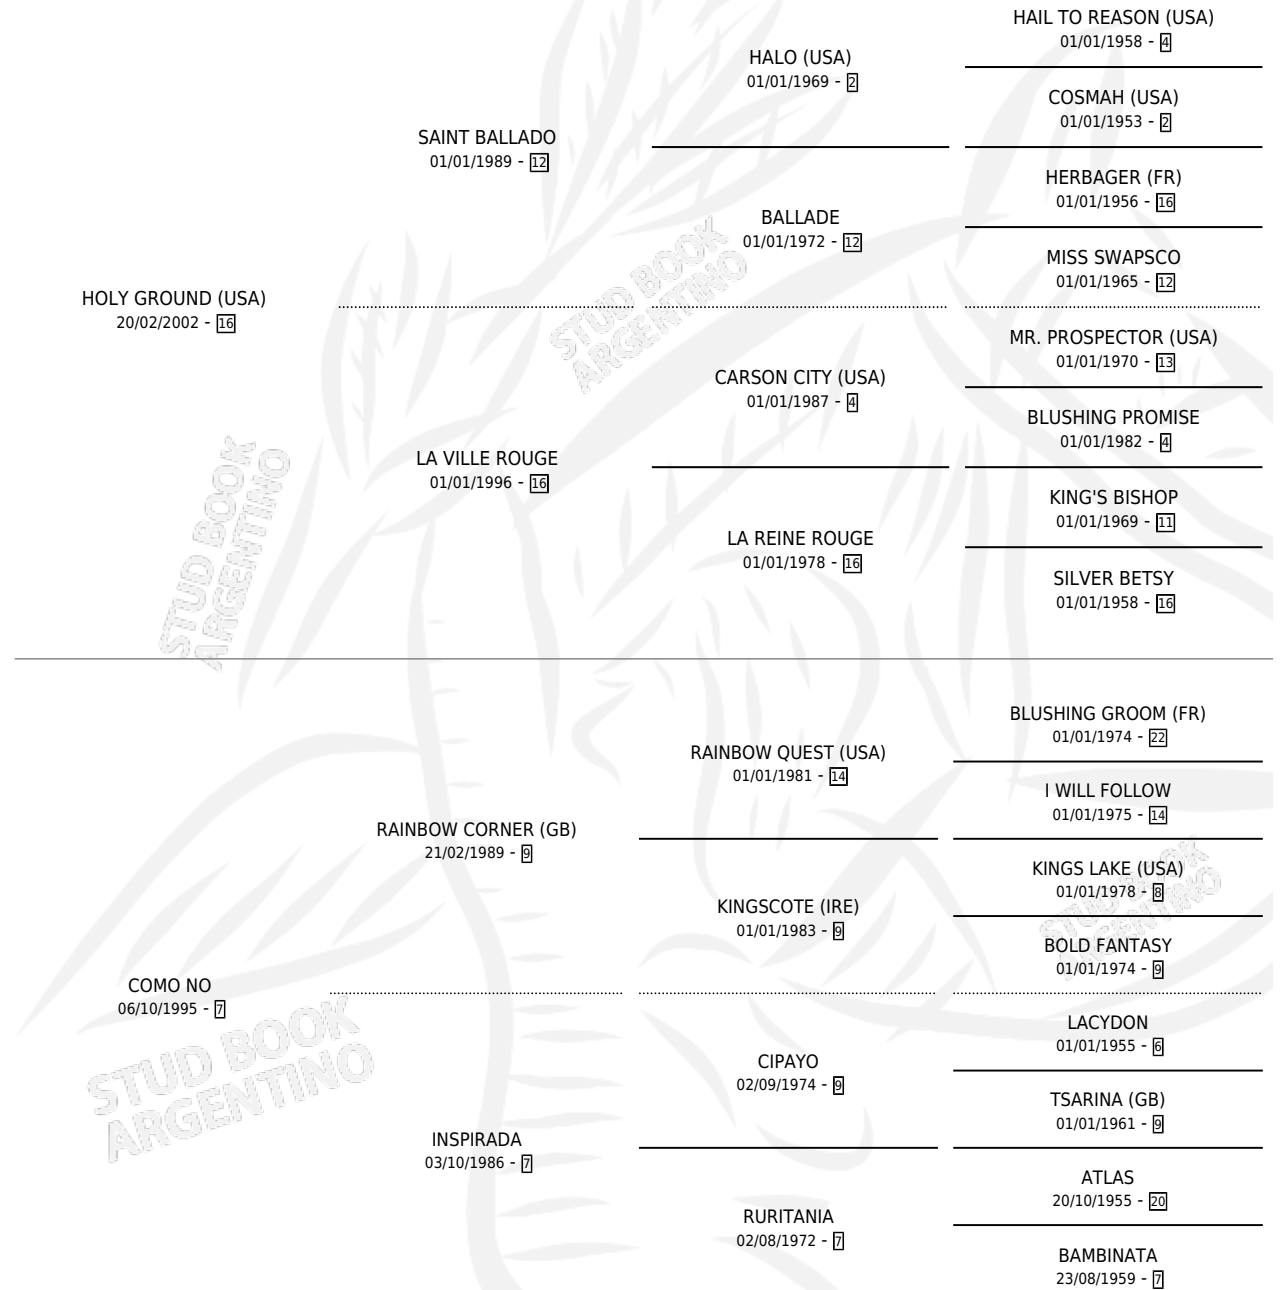 HAIL TO REASON (USA)
01/01/1958 - 4
HALO (USA)
01/01/1969 - 2
COSMAH (USA)
01/01/1953 - 2
SAINT BALLADO
01/01/1989 - 12
HERBAGER (FR)
01/01/1956 - 16
BALLADE
01/01/1972 - 12
MISS SWAPSCO
01/01/1965 - 12
HOLY GROUND (USA)
20/02/2002 - 16
STUD BOOK
ARGENTINO
MR. PROSPECTOR (USA)
01/01/1970 - 13
CARSON CITY (USA)
01/01/1987 - 4
BLUSHING PROMISE
01/01/1982 - 4
LA VILLE ROUGE
01/01/1996 - 16
KING'S BISHOP
01/01/1969 - 11
LA REINE ROUGE
01/01/1978 - 16
SILVER BETSY
01/01/1958 - 16
STUD BOOK
ARGENTINO
BLUSHING GROOM (FR)
01/01/1974 - 22
RAINBOW QUEST (USA)
01/01/1981 - 14
I WILL FOLLOW
01/01/1975 - 14
RAINBOW CORNER (GB)
21/02/1989 - 9
KINGS LAKE (USA)
01/01/1978 - 8
KINGSCOTE (IRE)
01/01/1983 - 9
STUD BOOK
ARGENTINO
BOLD FANTASY
01/01/1974 - 9
COMO NO
06/10/1995 - 7
LACYDON
01/01/1955 - 6
CIPAYO
02/09/1974 - 9
TSARINA (GB)
01/01/1961 - 9
STUD BOOK
ARGENTINO
INSPIRADA
03/10/1986 - 7
ATLAS
20/10/1955 - 20
RURITANIA
02/08/1972 - 7
BAMBINATA
23/08/1959 - 7